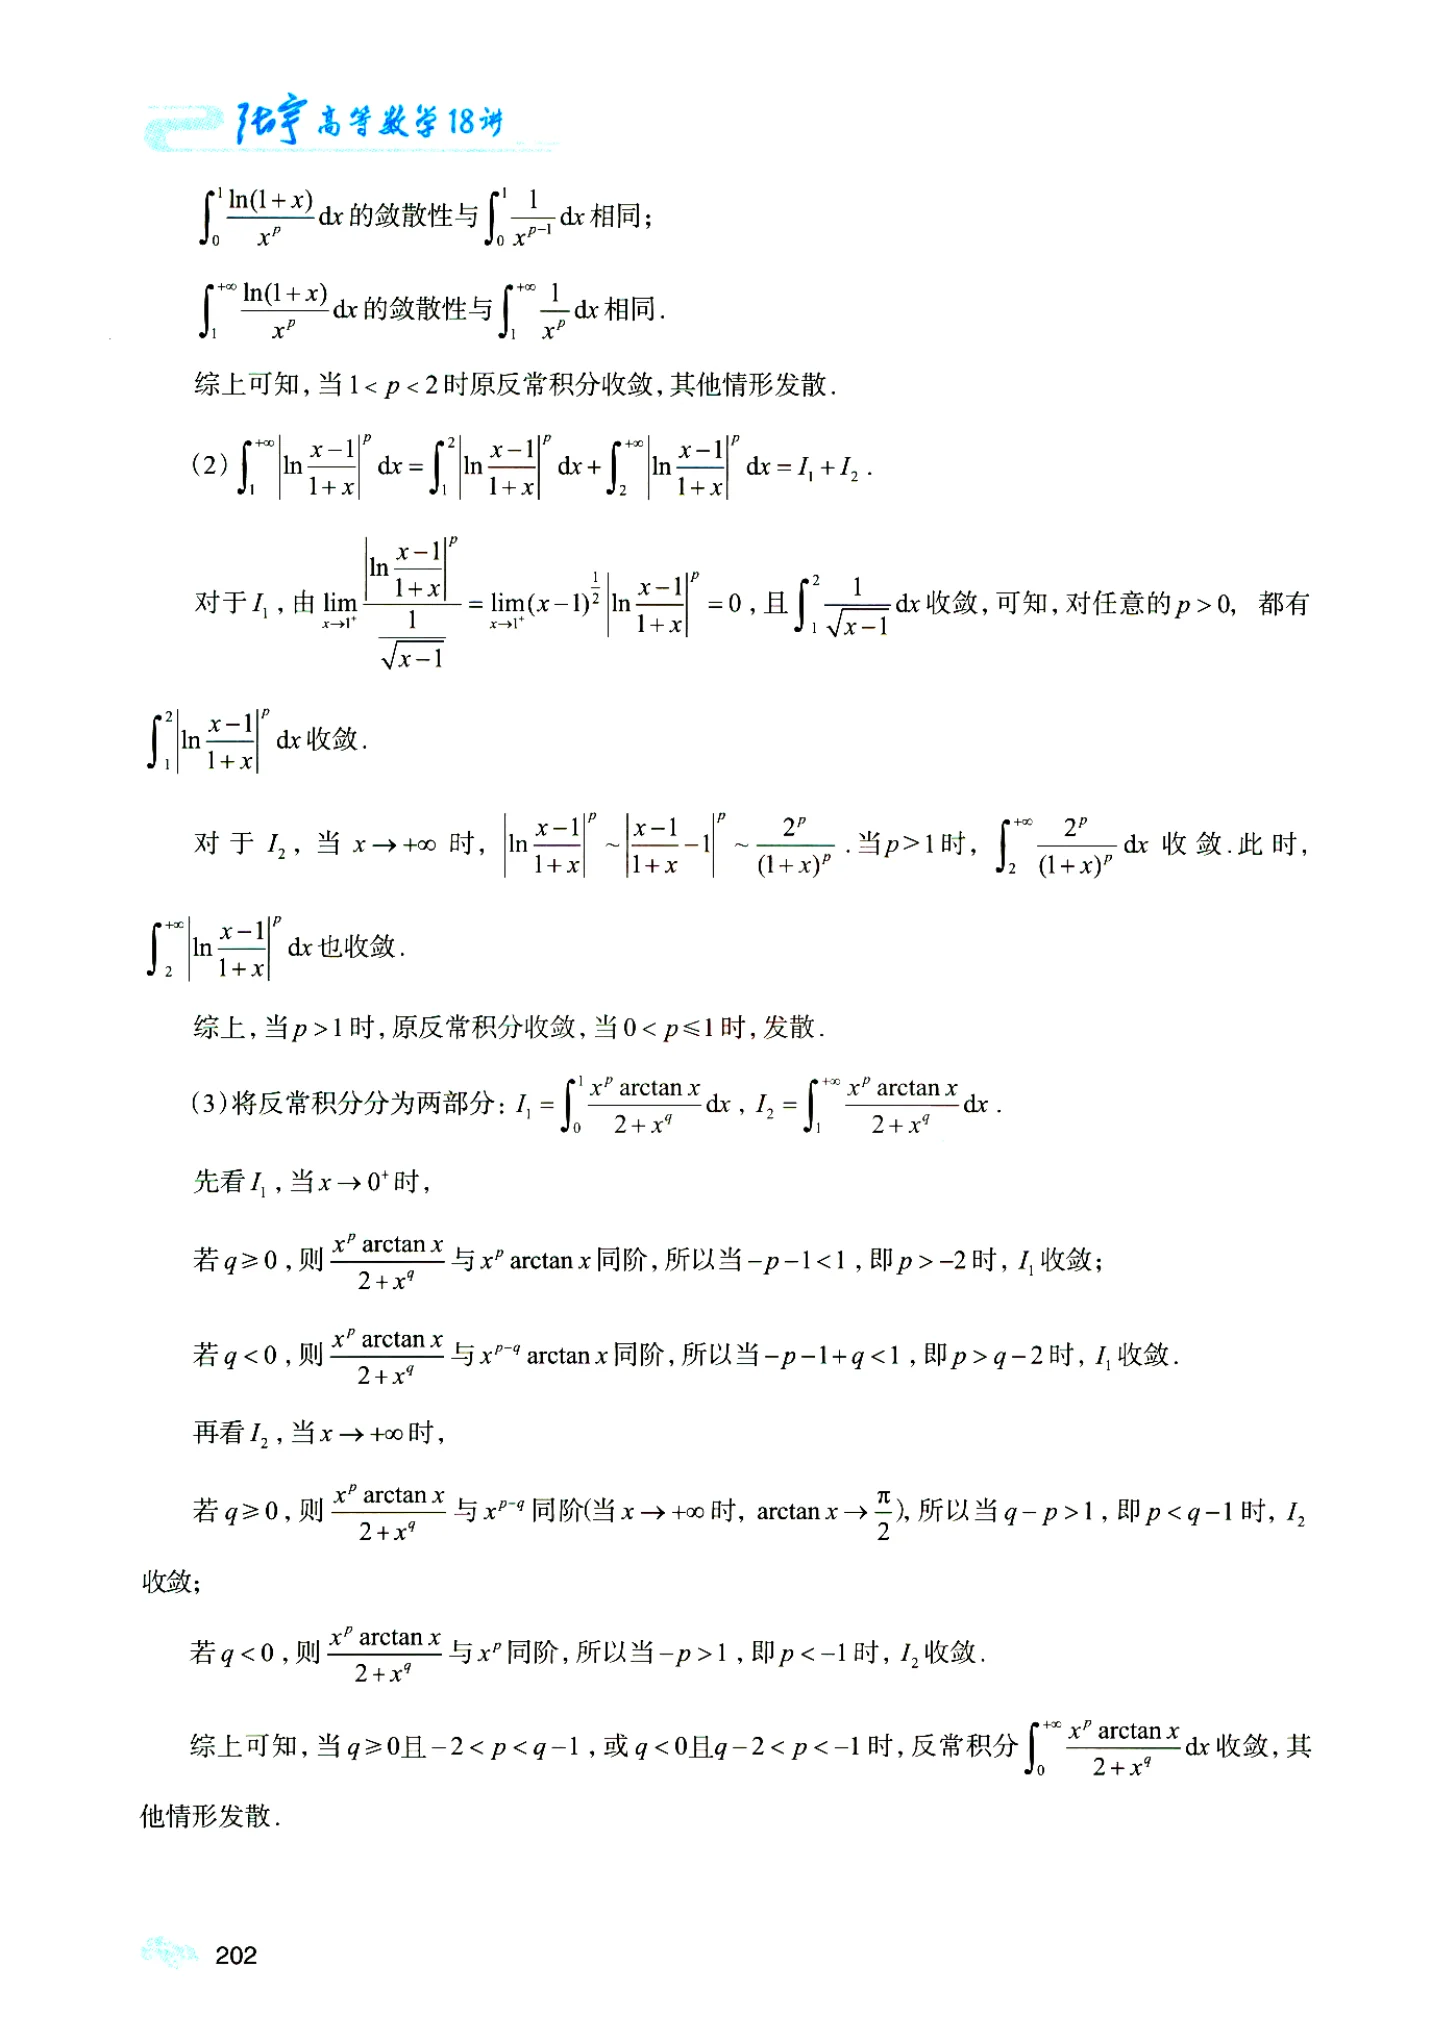 张宇高等数学18讲
$\int_0^1 \frac{\ln(1+x)}{x^p}\mathrm{d}x$的敛散性与$\int_0^1 \frac{1}{x^{p-1}}\mathrm{d}x$相同;
$\int_1^{+\infty} \frac{\ln(1+x)}{x^p}\mathrm{d}x$的敛散性与$\int_1^{+\infty} \frac{1}{x^p}\mathrm{d}x$相同.
综上可知,当$1<p<2$时原反常积分收敛,其他情形发散.
(2)$\int_1^{+\infty}\left|\ln\frac{x-1}{1+x}\right|^p\mathrm{d}x=\int_1^2\left|\ln\frac{x-1}{1+x}\right|^p\mathrm{d}x+\int_2^{+\infty}\left|\ln\frac{x-1}{1+x}\right|^p\mathrm{d}x=I_1+I_2$.
对于$I_1$,由$\lim_{x\to1^+}\frac{\left|\ln\frac{x-1}{1+x}\right|^p}{\frac{1}{\sqrt{x-1}}}=\lim_{x\to1^+}(x-1)^{\frac{1}{2}}\left|\ln\frac{x-1}{1+x}\right|^p=0$,且$\int_1^2\frac{1}{\sqrt{x-1}}\mathrm{d}x$收敛,可知,对任意的$p>0$, 都有
$\int_1^2\left|\ln\frac{x-1}{1+x}\right|^p\mathrm{d}x$收敛.
对于$I_2$,当$x\to+\infty$时,$\left|\ln\frac{x-1}{1+x}\right|^p\sim\left|\frac{x-1}{1+x}-1\right|^p\sim\frac{2^p}{(1+x)^p}$.当$p>1$时,$\int_2^{+\infty}\frac{2^p}{(1+x)^p}\mathrm{d}x$收敛.此时,
$\int_2^{+\infty}\left|\ln\frac{x-1}{1+x}\right|^p\mathrm{d}x$也收敛.
综上,当$p>1$时,原反常积分收敛,当$0<p\leqslant1$时,发散.
(3)将反常积分分为两部分:$I_1=\int_0^1\frac{x^p\arctan x}{2+x^q}\mathrm{d}x$,$I_2=\int_1^{+\infty}\frac{x^p\arctan x}{2+x^q}\mathrm{d}x$.
先看$I_1$,当$x\to0^+$时,
若$q\geqslant0$,则$\frac{x^p\arctan x}{2+x^q}$与$x^p\arctan x$同阶,所以当$-p-1<1$,即$p>-2$时,$I_1$收敛;
若$q<0$,则$\frac{x^p\arctan x}{2+x^q}$与$x^{p-q}\arctan x$同阶,所以当$-p-1+q<1$,即$p>q-2$时,$I_1$收敛.
再看$I_2$,当$x\to+\infty$时,
若$q\geqslant0$,则$\frac{x^p\arctan x}{2+x^q}$与$x^{p-q}$同阶(当$x\to+\infty$时,$\arctan x\to\frac{\pi}{2}$),所以当$q-p>1$,即$p<q-1$时,$I_2$
收敛;
若$q<0$,则$\frac{x^p\arctan x}{2+x^q}$与$x^p$同阶,所以当$-p>1$,即$p<-1$时,$I_2$收敛.
综上可知,当$q\geqslant0$且$-2<p<q-1$,或$q<0$且$q-2<p<-1$时,反常积分$\int_0^{+\infty}\frac{x^p\arctan x}{2+x^q}\mathrm{d}x$收敛,其
他情形发散.
202